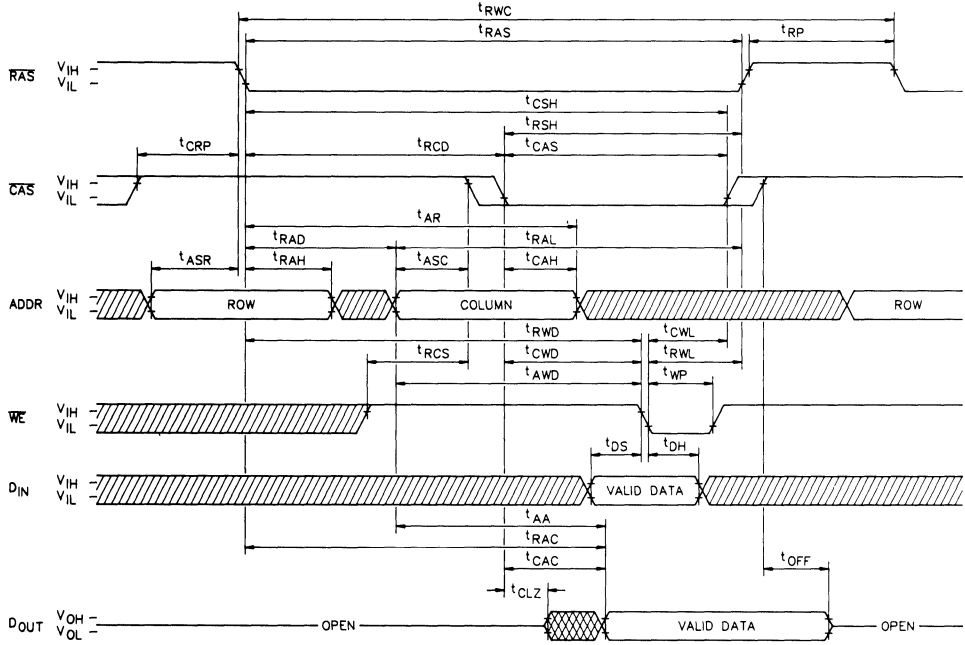 tRWC
tRAS
tRP
RAS VIH
VIL
tCSH
tRSH
tCRP tRCD tCAS
CAS VIH
VIL
tAR
tRAD tRAL
tASR tRAH tASC tCAH
ADDR VIH
VIL
ROW COLUMN ROW
tRWD tCWL
tRCS tCWD tRWL
tAWD tWP
WE VIH
VIL
tDS tDH
DIN VIH
VIL
VALID DATA
tAA
tRAC
tCAC tOFF
tCLZ
DOUT VOH
VOL
OPEN VALID DATA OPEN